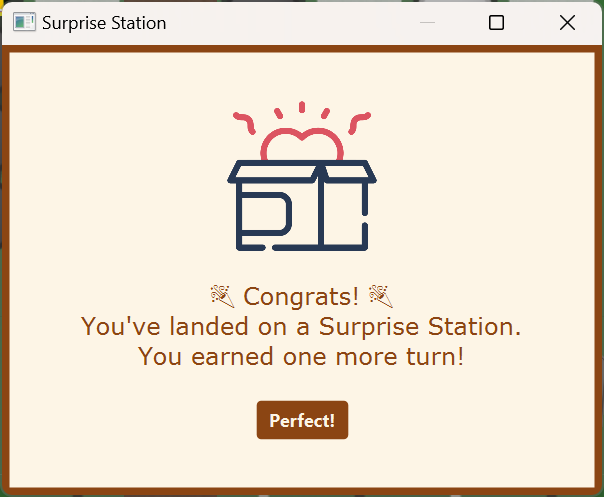 Surprise Station
🎉 Congrats! 🎉
You've landed on a Surprise Station.
You earned one more turn!
Perfect!